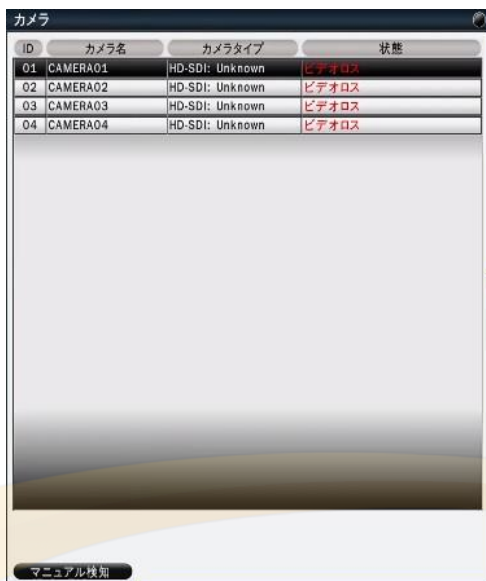 カメラ
ID カメラ名 カメラタイプ 状態
01 CAMERA01 HD-SDI: Unknown ビデオロス
02 CAMERA02 HD-SDI: Unknown ビデオロス
03 CAMERA03 HD-SDI: Unknown ビデオロス
04 CAMERA04 HD-SDI: Unknown ビデオロス
マニュアル検知